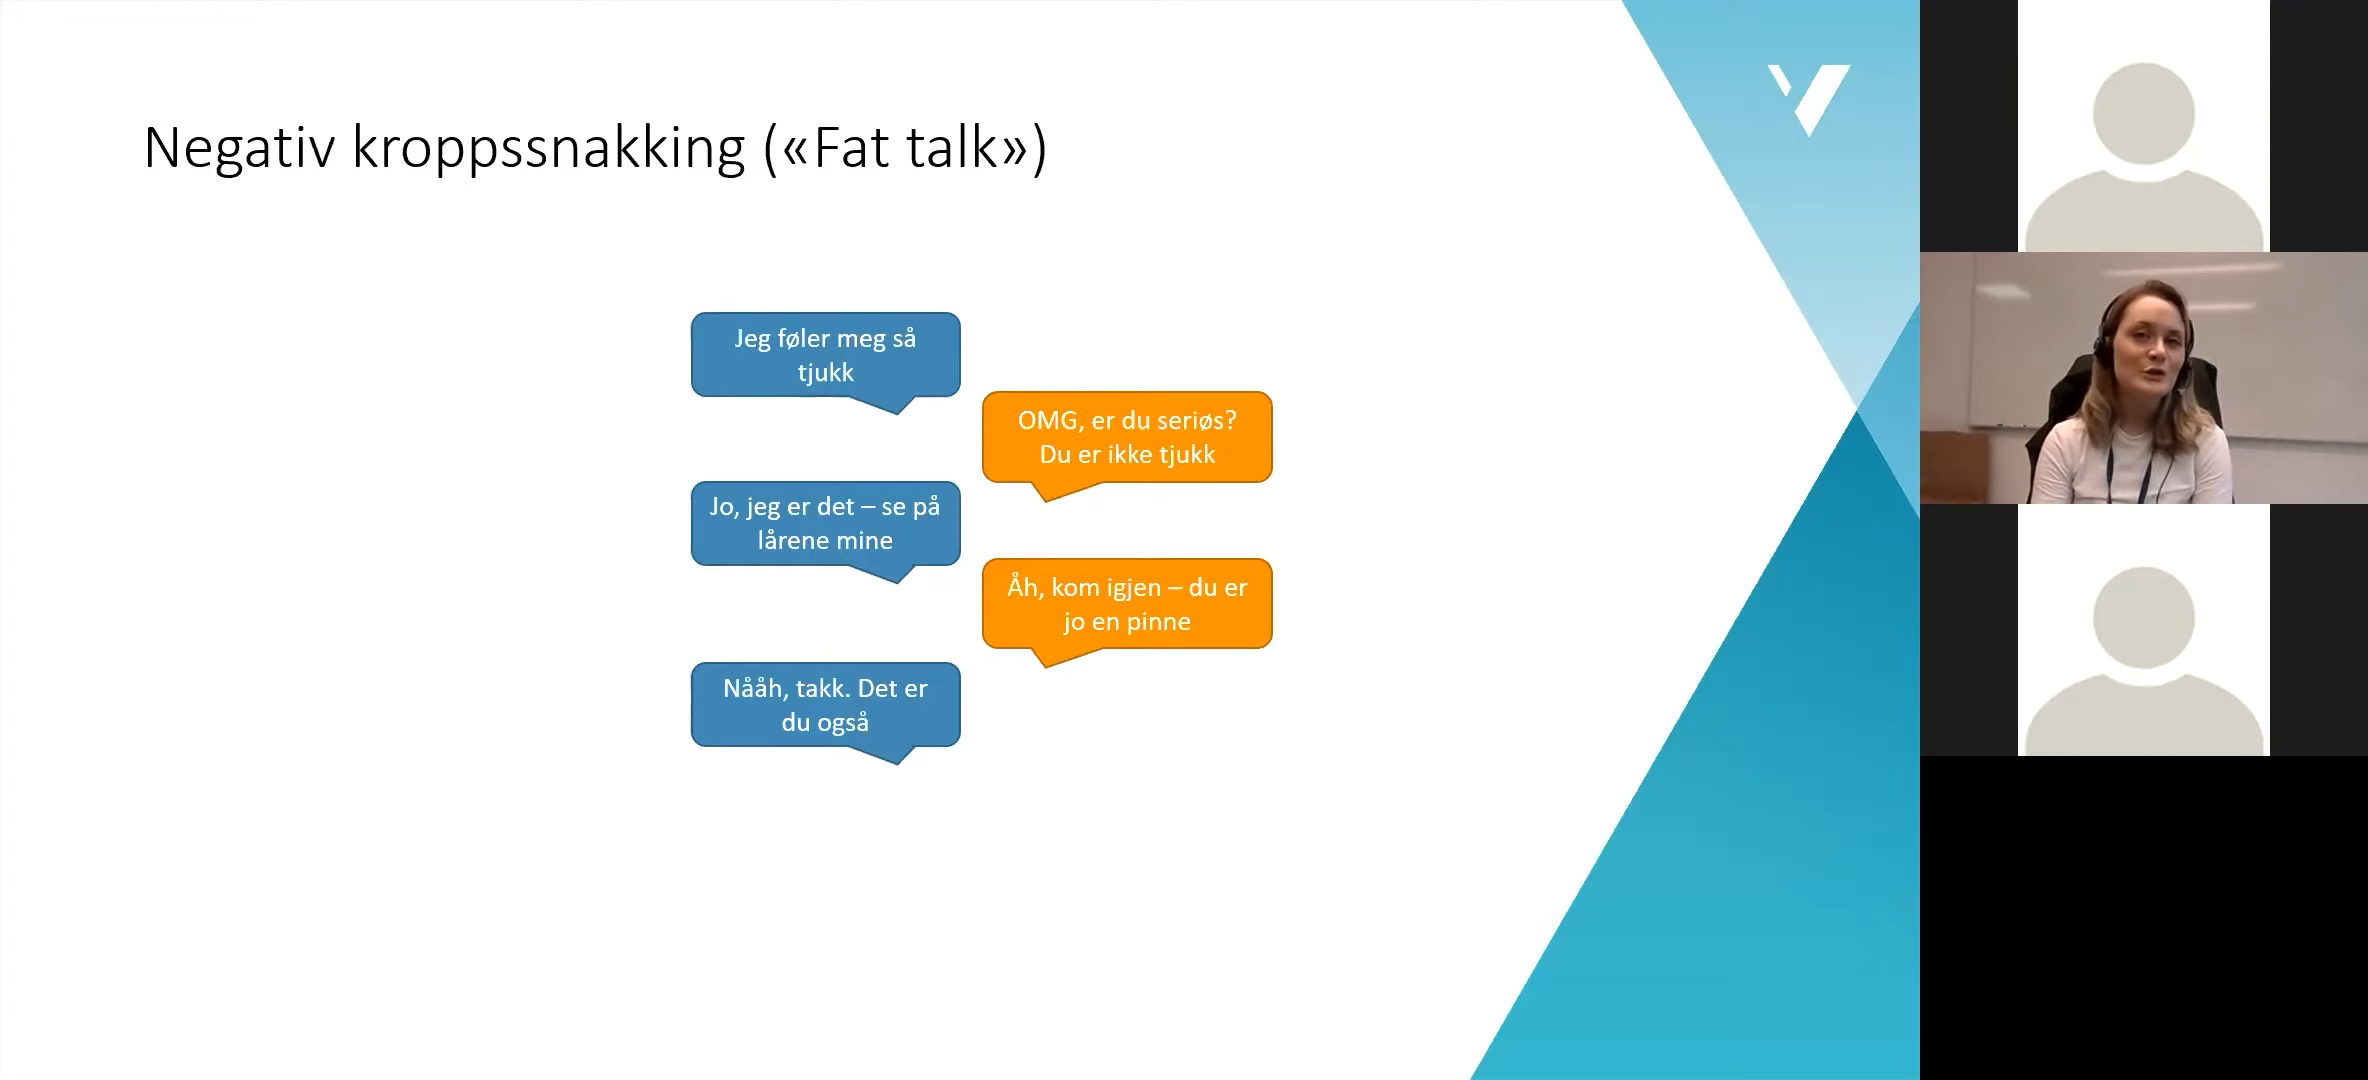 Negativ kroppssnakking («Fat talk»)
Jeg føler meg så
tjukk
OMG, er du seriøs?
Du er ikke tjukk
Jo, jeg er det – se på
lårene mine
Åh, kom igjen – du er
jo en pinne
Nååh, takk. Det er
du også